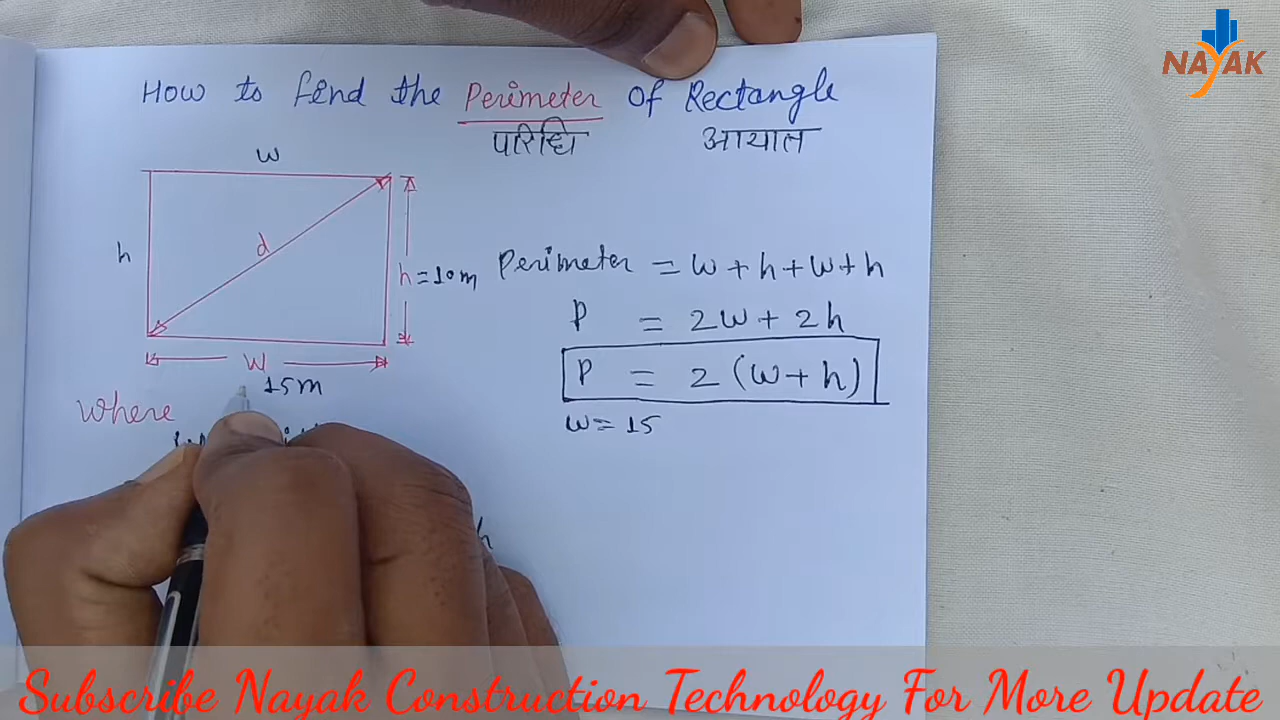 NAYAK
How to find the Perimeter of Rectangle
परिधि आयात
w
h
d
h = 10m
W
15m
Perimeter = w + h + w + h
P = 2w + 2h
P = 2 (w + h)
w = 15
Where
h
Subscribe Nayak Construction Technology For More Update